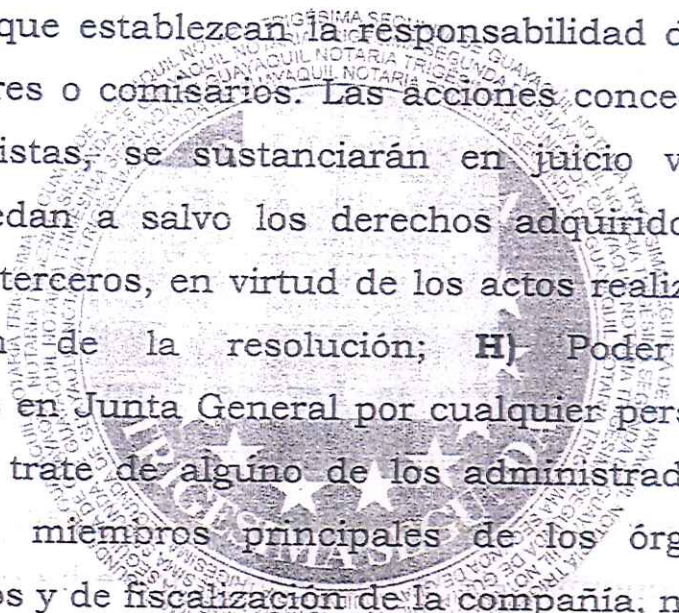 que establezcan la responsabilidad d
res o comisarios. Las acciones conce
istas, se sustanciarán en juicio v
edan a salvo los derechos adquirido
terceros, en virtud de los actos realiz
de la resolución; H) Poder
en Junta General por cualquier pers
trate de alguno de los administrad
miembros principales de los órg
os y de fiscalización de la compañía, n
TRIGESIMA SEGUNDA